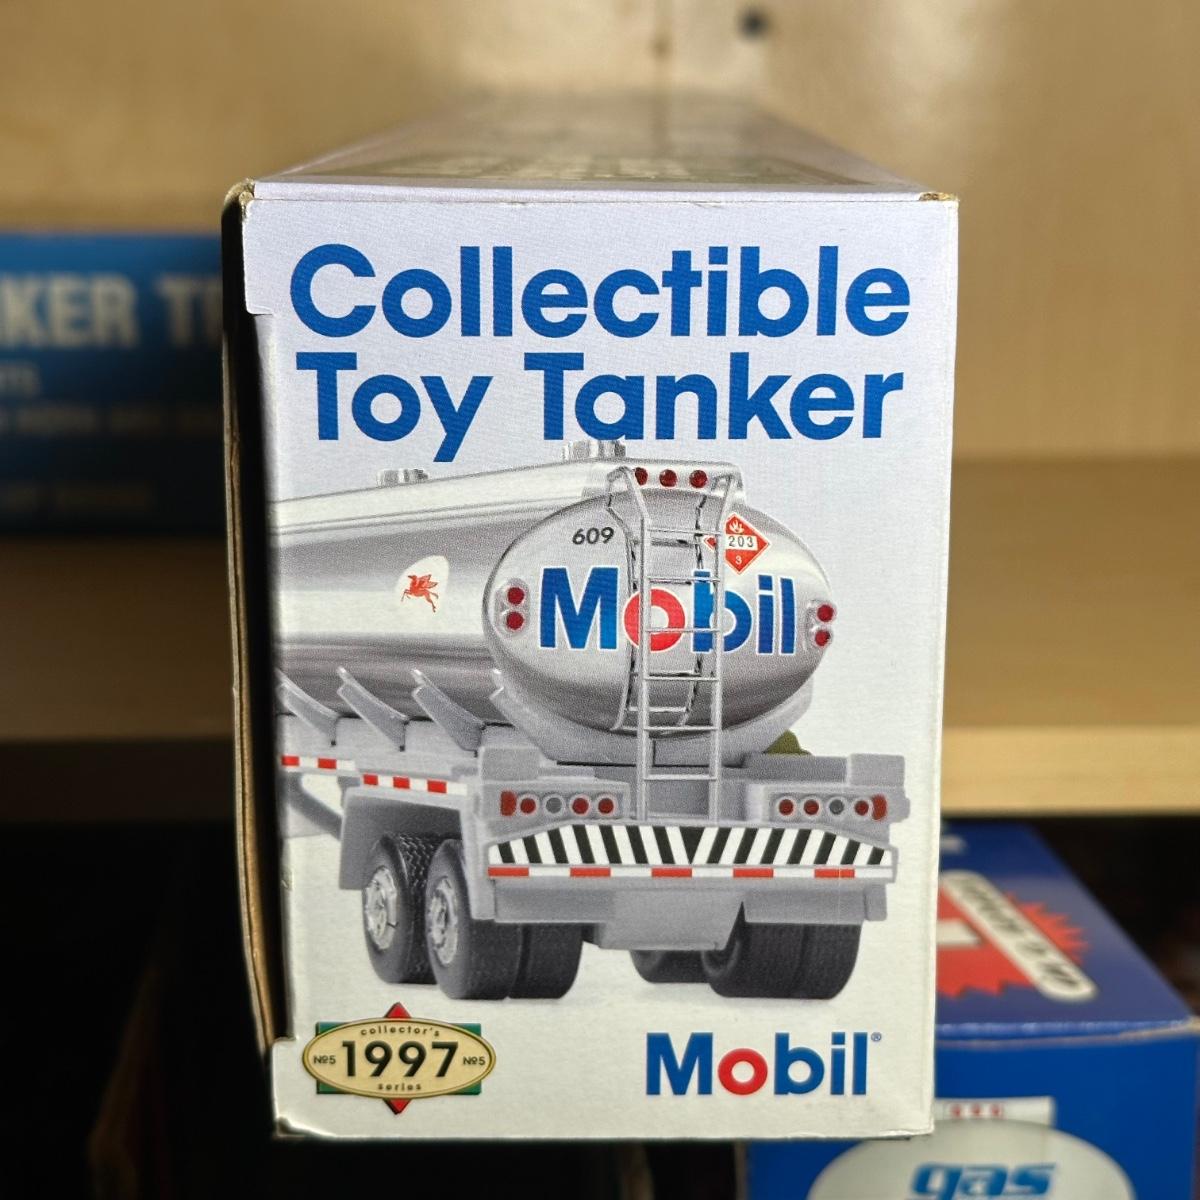 Collectible
Toy Tanker
609
203
3
Mobil
collector's
Nº5 1997 Nº5
series
Mobil®
KER T
gas